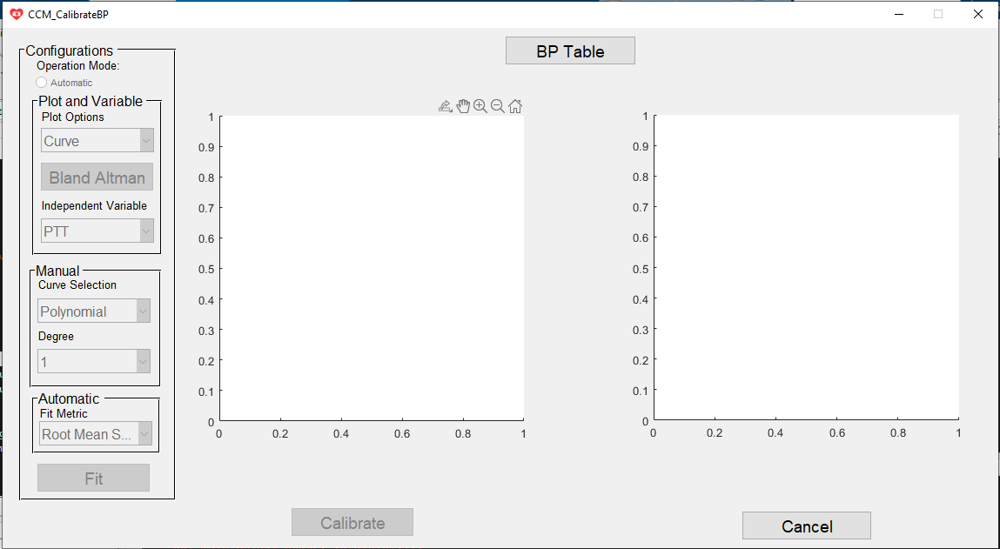 CCM_CalibrateBP
BP Table
Configurations
Operation Mode:
Automatic
Plot and Variable
Plot Options
Curve
Bland Altman
Independent Variable
PTT
Manual
Curve Selection
Polynomial
Degree
1
Automatic
Fit Metric
Root Mean S...
Fit
1
0.9
0.8
0.7
0.6
0.5
0.4
0.3
0.2
0.1
0
0 0.2 0.4 0.6 0.8 1
1
0.9
0.8
0.7
0.6
0.5
0.4
0.3
0.2
0.1
0
0 0.2 0.4 0.6 0.8 1
Calibrate
Cancel